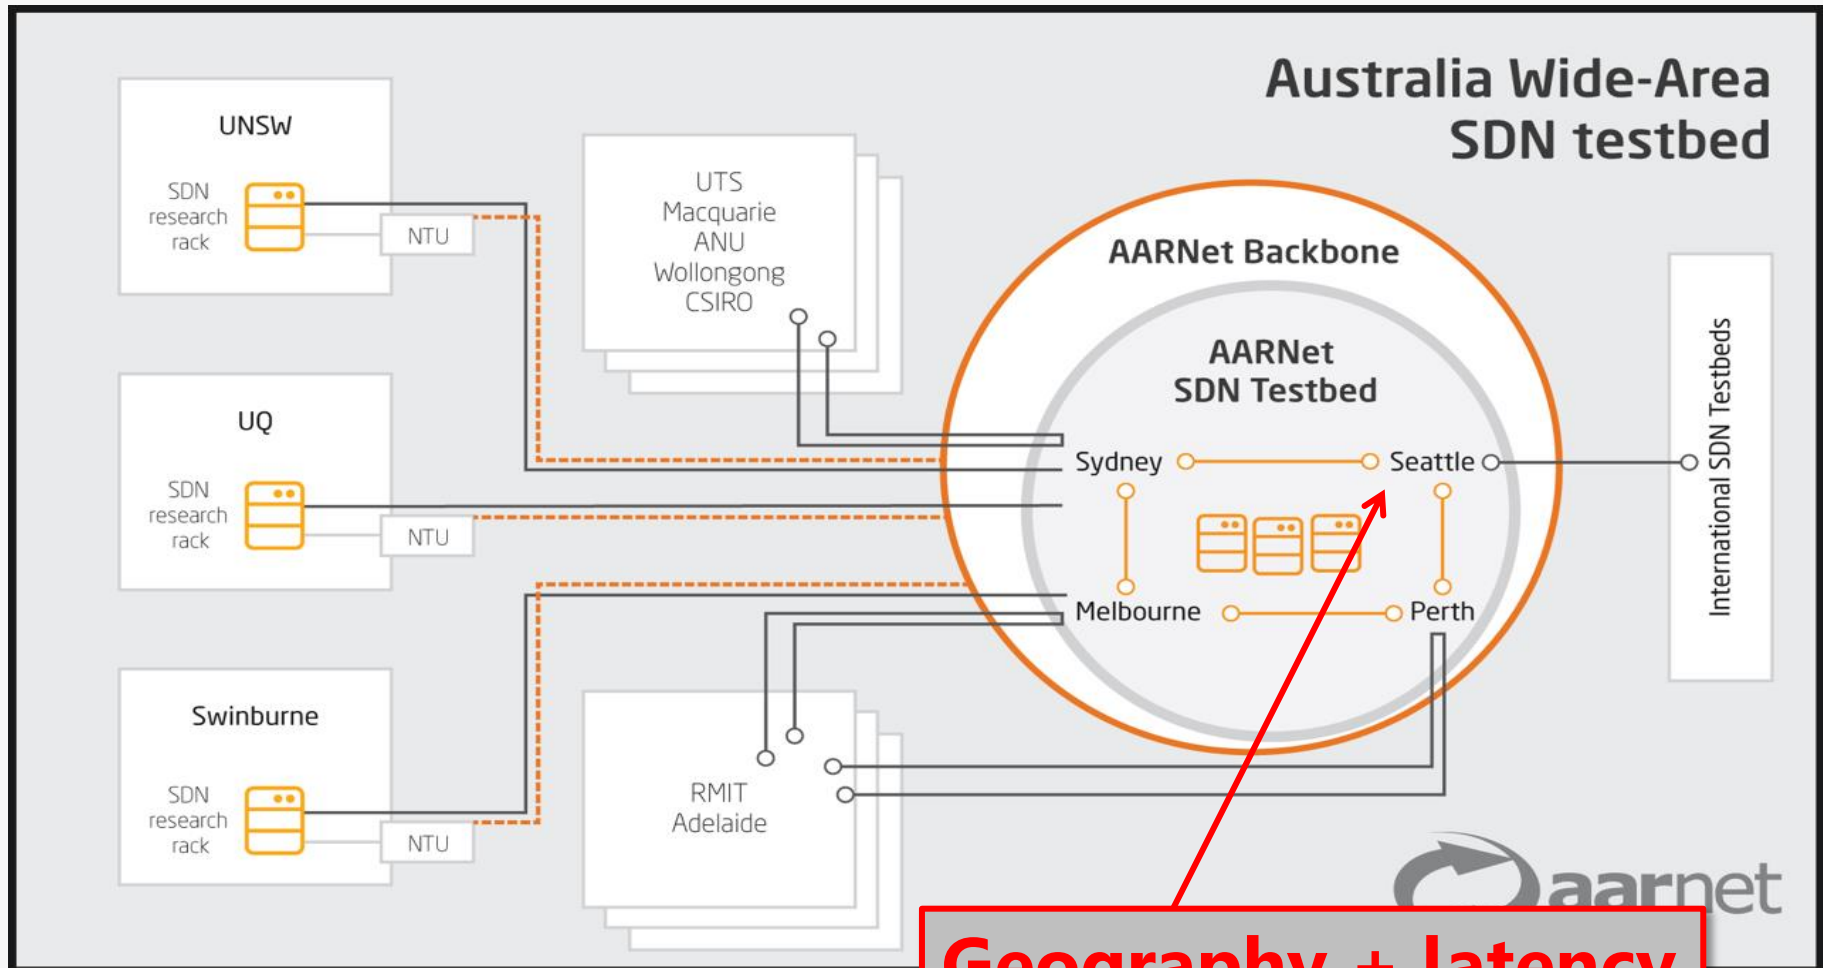 Australia Wide-Area
SDN testbed
UNSW
SDN
research
rack
NTU
UTS
Macquarie
ANU
Wollongong
CSIRO
AARNet Backbone
AARNet
SDN Testbed
UQ
SDN
research
rack
NTU
Sydney
Seattle
Melbourne
Perth
International SDN Testbeds
Swinburne
SDN
research
rack
NTU
RMIT
Adelaide
aarnet
Geography + latency